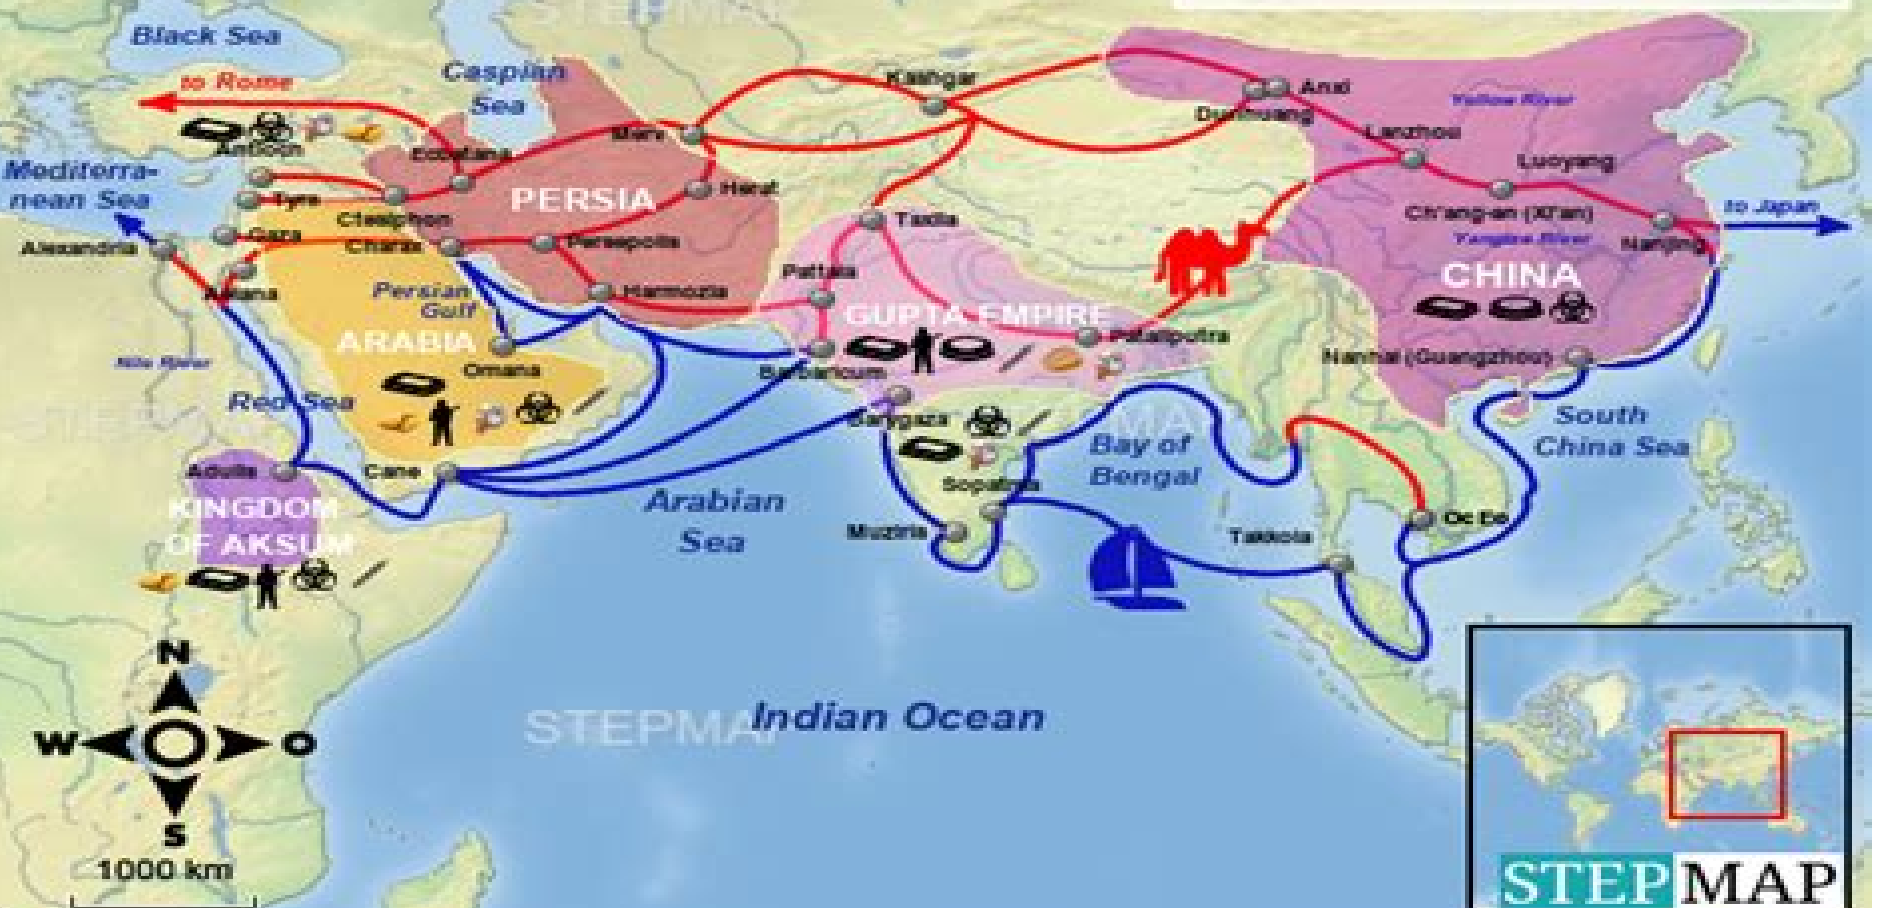 STEPMAP
Black Sea
Caspian
Sea
to Rome
Kashgar
Anxi
Dunhuang
Yellow River
Merv
Lanzhou
Antioch
Ecbatana
Luoyang
Mediterra-
nean Sea
PERSIA
Herat
Tyre
Ctesiphon
Taxila
Ch'ang-an (Xi'an)
to Japan
Alexandria
Gaza
Charax
Persepolis
Yangtze River
Nanjing
Pattala
CHINA
Persian
Gulf
Harmozia
GUPTA EMPIRE
ARABIA
Pataliputra
Nile River
Omana
Barbaricum
Nanhai (Guangzhou)
Red Sea
Barygaza
South
China Sea
Bay of
Bengal
Adulis
Cane
Sopatma
KINGDOM
OF AKSUM
Arabian
Sea
Muziris
Oc Eo
Takkola
N
W
O
S
Indian Ocean
STEPMAP
1000 km
STEPMAP